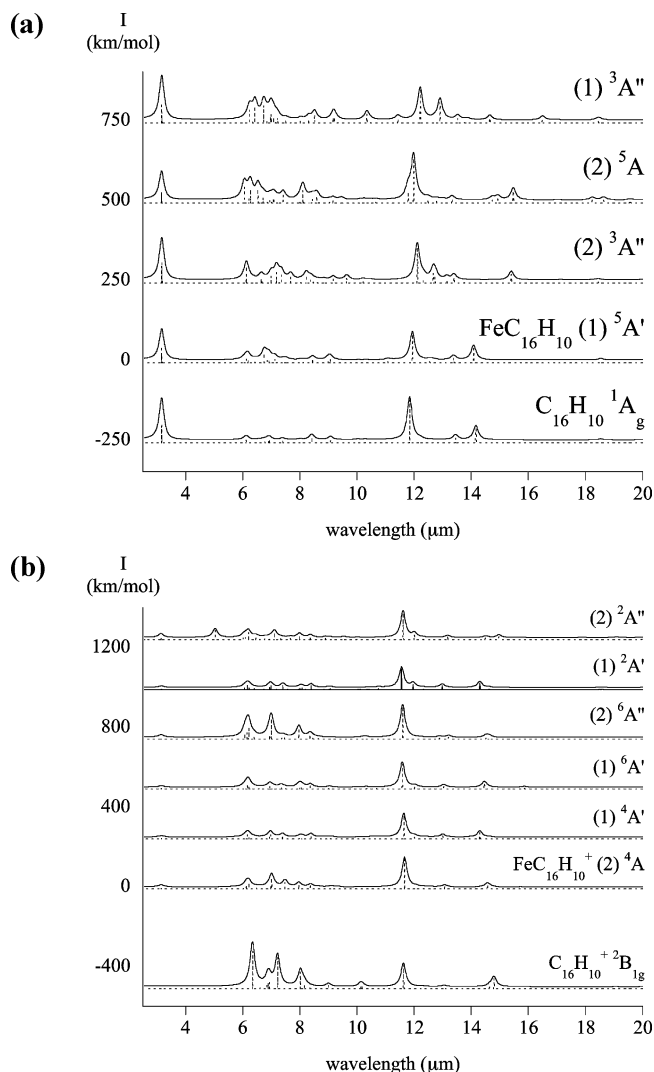 (a)
I
(km/mol)
(1) ³A"
750
(2) ⁵A
500
(2) ³A"
250
FeC₁₆H₁₀ (1) ⁵A'
0
C₁₆H₁₀ ¹A_g
-250
4 6 8 10 12 14 16 18 20
wavelength (μm)
(b)
I
(km/mol)
(2) ²A"
1200
(1) ²A'
(2) ⁶A"
800
(1) ⁶A'
400
(1) ⁴A'
FeC₁₆H₁₀⁺ (2) ⁴A
0
-400
C₁₆H₁₀⁺ ²B₁g
4 6 8 10 12 14 16 18 20
wavelength (μm)